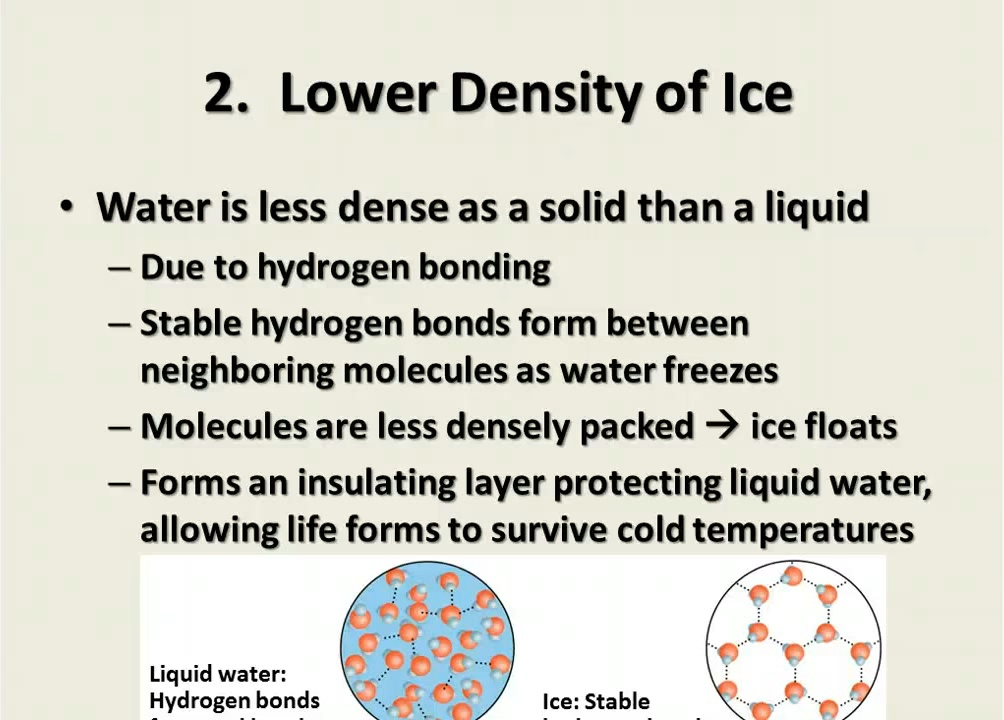 2. Lower Density of Ice
• Water is less dense as a solid than a liquid
– Due to hydrogen bonding
– Stable hydrogen bonds form between
neighboring molecules as water freezes
– Molecules are less densely packed → ice floats
– Forms an insulating layer protecting liquid water,
allowing life forms to survive cold temperatures
Liquid water:
Hydrogen bonds
Ice: Stable